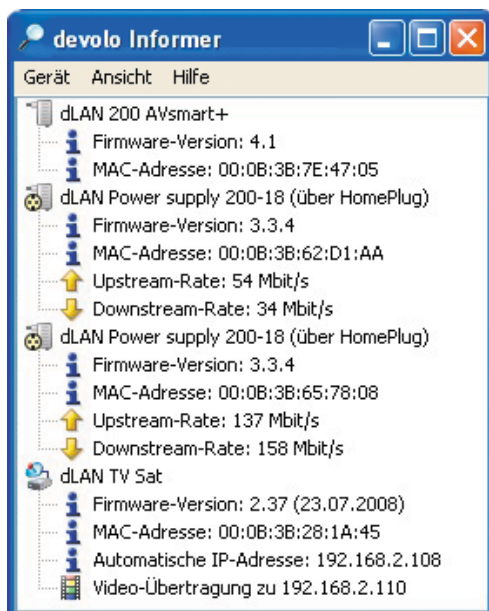 devolo Informer
Gerät Ansicht Hilfe
dLAN 200 AVsmart+
Firmware-Version: 4.1
MAC-Adresse: 00:0B:3B:7E:47:05
dLAN Power supply 200-18 (über HomePlug)
Firmware-Version: 3.3.4
MAC-Adresse: 00:0B:3B:62:D1:AA
Upstream-Rate: 54 Mbit/s
Downstream-Rate: 34 Mbit/s
dLAN Power supply 200-18 (über HomePlug)
Firmware-Version: 3.3.4
MAC-Adresse: 00:0B:3B:65:78:08
Upstream-Rate: 137 Mbit/s
Downstream-Rate: 158 Mbit/s
dLAN TV Sat
Firmware-Version: 2.37 (23.07.2008)
MAC-Adresse: 00:0B:3B:28:1A:45
Automatische IP-Adresse: 192.168.2.108
Video-Übertragung zu 192.168.2.110